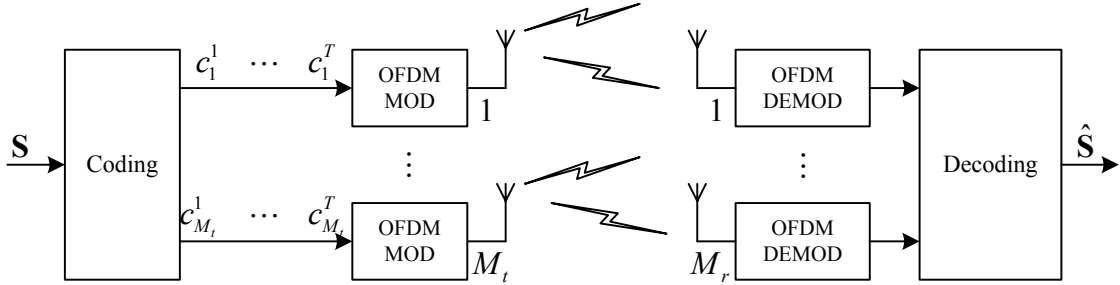 c_1^1 ⋯ c_1^T
OFDM
MOD
1
1
OFDM
DEMOD
S
Coding
⋮
⋮
Decoding
Ŝ
c_{M_t}^1 ⋯ c_{M_t}^T
OFDM
MOD
M_t
M_r
OFDM
DEMOD